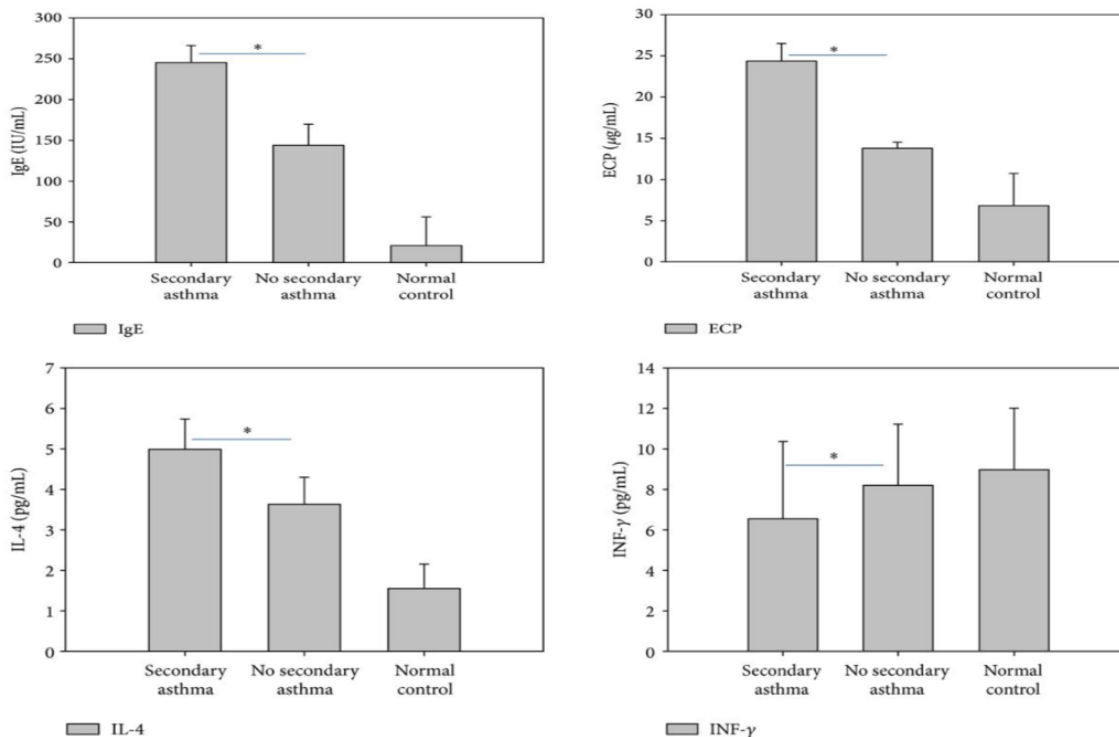 300
250
200
150
100
50
0
IgE (IU/mL)
*
Secondary
asthma
No secondary
asthma
Normal
control
IgE
30
25
20
15
10
5
0
ECP (μg/mL)
*
Secondary
asthma
No secondary
asthma
Normal
control
ECP
7
6
5
4
3
2
1
0
IL-4 (pg/mL)
*
Secondary
asthma
No secondary
asthma
Normal
control
IL-4
14
12
10
8
6
4
2
0
INF-γ (pg/mL)
*
Secondary
asthma
No secondary
asthma
Normal
control
INF-γ